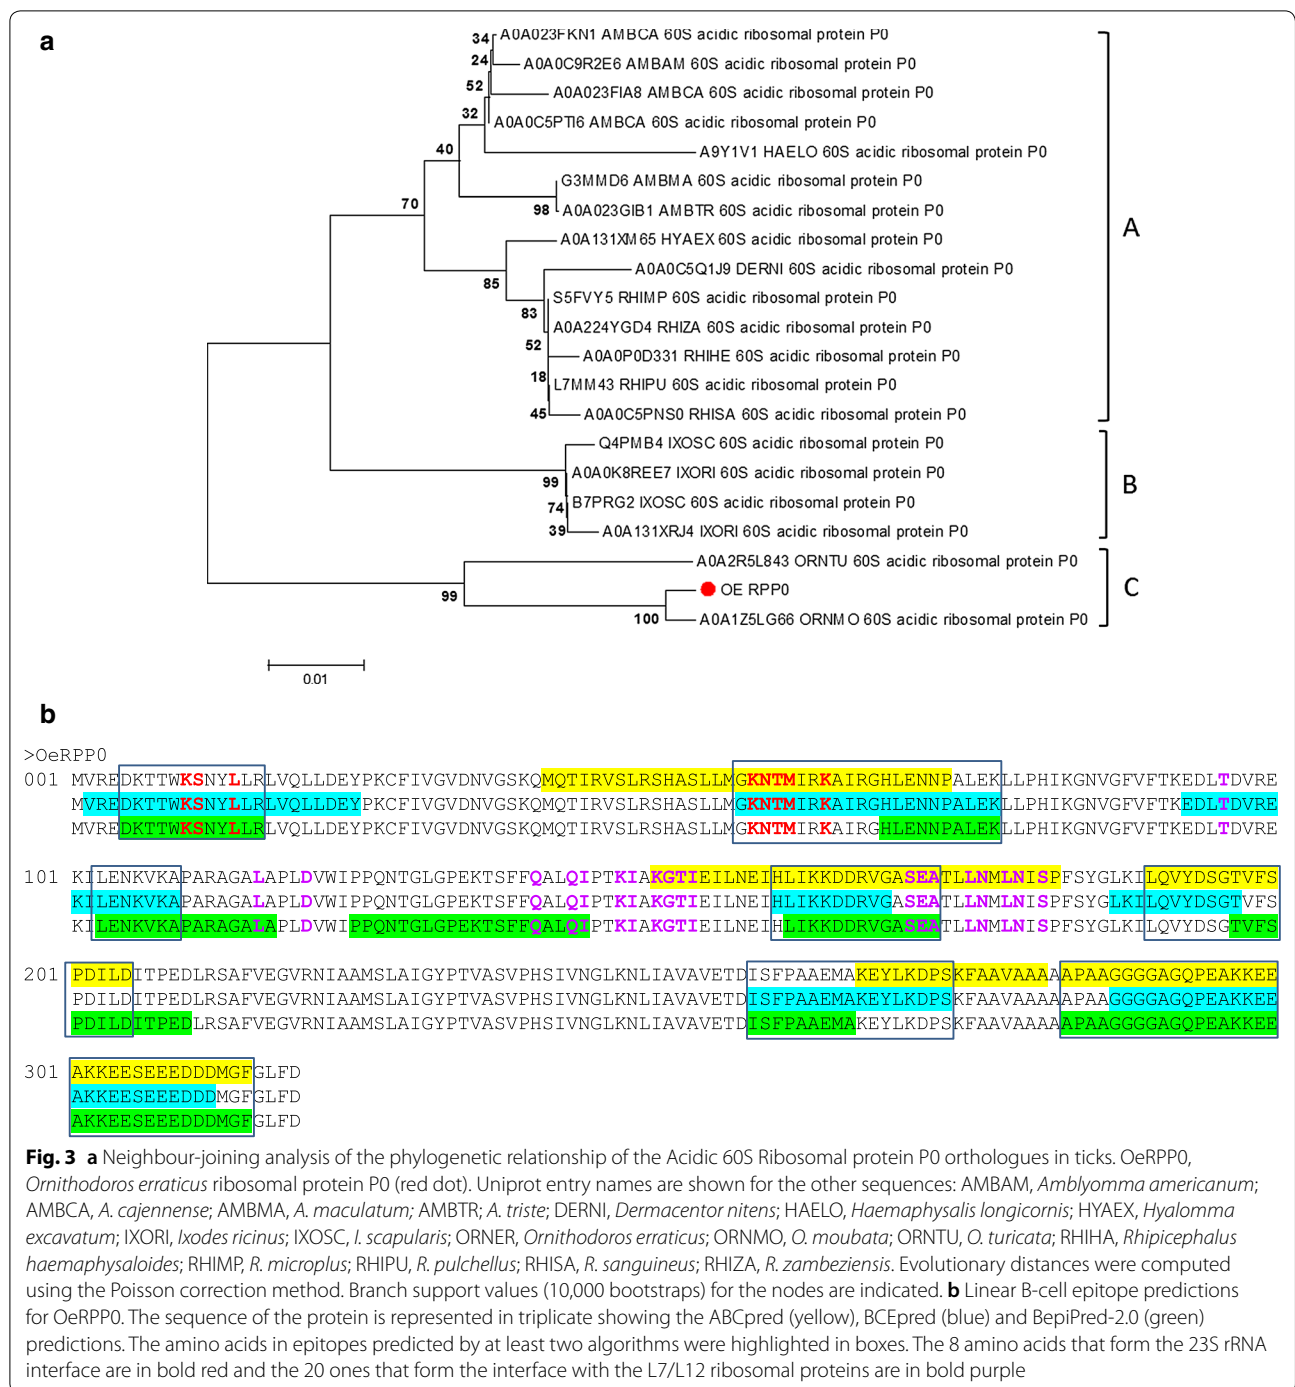 a
34 A0A023FKN1 AMBCA 60S acidic ribosomal protein P0
24 A0A0C9R2E6 AMBAM 60S acidic ribosomal protein P0
52 A0A023FIA8 AMBCA 60S acidic ribosomal protein P0
32 A0A0C5PTI6 AMBCA 60S acidic ribosomal protein P0
40 A9Y1V1 HAELO 60S acidic ribosomal protein P0
G3MMD6 AMBMA 60S acidic ribosomal protein P0
70 98 A0A023GIB1 AMBTR 60S acidic ribosomal protein P0
A
A0A131XM65 HYAEX 60S acidic ribosomal protein P0
85 A0A0C5Q1J9 DERNI 60S acidic ribosomal protein P0
S5FVY5 RHIMP 60S acidic ribosomal protein P0
83 A0A224YGD4 RHIZA 60S acidic ribosomal protein P0
52 A0A0P0D331 RHIHE 60S acidic ribosomal protein P0
18 L7MM43 RHIPU 60S acidic ribosomal protein P0
45 A0A0C5PNS0 RHISA 60S acidic ribosomal protein P0
Q4PMB4 IXOSC 60S acidic ribosomal protein P0
99 A0A0K8REE7 IXORI 60S acidic ribosomal protein P0
B
74 B7PRG2 IXOSC 60S acidic ribosomal protein P0
39 A0A131XRJ4 IXORI 60S acidic ribosomal protein P0
A0A2R5L843 ORNTU 60S acidic ribosomal protein P0
99 OE RPP0
C
100 A0A1Z5LG66 ORNMO 60S acidic ribosomal protein P0
0.01
b
>OeRPP0
001 MVREDKTTWKSNYLLRLVQLLDEYPKCFIVGVDNVGSKQMQTIRVSLRSHASLLMGKNTMIRKAIRGHLENNPALEKLLPHIKGNVGFVFTKEDLTDVRE
MVREDKTTWKSNYLLRLVQLLDEYPKCFIVGVDNVGSKQMQTIRVSLRSHASLLMGKNTMIRKAIRGHLENNPALEKLLPHIKGNVGFVFTKEDLTDVRE
MVREDKTTWKSNYLLRLVQLLDEYPKCFIVGVDNVGSKQMQTIRVSLRSHASLLMGKNTMIRKAIRGHLENNPALEKLLPHIKGNVGFVFTKEDLTDVRE
101 KILENKVKAPARAGALAPLDVWIPPQNTGLGPEKTSFFQALQIPTKIAKGTIEILNEIHLIKKDDRVGASEATLLNMLNISPFSYGLKILQVYDSGTVFS
KILENKVKAPARAGALAPLDVWIPPQNTGLGPEKTSFFQALQIPTKIAKGTIEILNEIHLIKKDDRVGASEATLLNMLNISPFSYGLKILQVYDSGTVFS
KILENKVKAPARAGALAPLDVWIPPQNTGLGPEKTSFFQALQIPTKIAKGTIEILNEIHLIKKDDRVGASEATLLNMLNISPFSYGLKILQVYDSGTVFS
201 PDILDITPEDLRSAFVEGVRNIAAMSLAIGYPTVASVPHSIVNGLKNLIAVAVETDISFPAAEMAKEYLKDPSKFAAVAAAAAPAAGGGGAGQPEAKKEE
PDILDITPEDLRSAFVEGVRNIAAMSLAIGYPTVASVPHSIVNGLKNLIAVAVETDISFPAAEMAKEYLKDPSKFAAVAAAAAPAAGGGGAGQPEAKKEE
PDILDITPEDLRSAFVEGVRNIAAMSLAIGYPTVASVPHSIVNGLKNLIAVAVETDISFPAAEMAKEYLKDPSKFAAVAAAAAPAAGGGGAGQPEAKKEE
301 AKKEESEEEDDDMGFGLFD
AKKEESEEEDDDMGFGLFD
AKKEESEEEDDDMGFGLFD
Fig. 3 a Neighbour-joining analysis of the phylogenetic relationship of the Acidic 60S Ribosomal protein P0 orthologues in ticks. OeRPP0,
Ornithodoros erraticus ribosomal protein P0 (red dot). Uniprot entry names are shown for the other sequences: AMBAM, Amblyomma americanum;
AMBCA, A. cajennense; AMBMA, A. maculatum; AMBTR; A. triste; DERNI, Dermacentor nitens; HAELO, Haemaphysalis longicornis; HYAEX, Hyalomma
excavatum; IXORI, Ixodes ricinus; IXOSC, I. scapularis; ORNER, Ornithodoros erraticus; ORNMO, O. moubata; ORNTU, O. turicata; RHIHA, Rhipicephalus
haemaphysaloides; RHIMP, R. microplus; RHIPU, R. pulchellus; RHISA, R. sanguineus; RHIZA, R. zambeziensis. Evolutionary distances were computed
using the Poisson correction method. Branch support values (10,000 bootstraps) for the nodes are indicated. b Linear B-cell epitope predictions
for OeRPP0. The sequence of the protein is represented in triplicate showing the ABCpred (yellow), BCEpred (blue) and BepiPred-2.0 (green)
predictions. The amino acids in epitopes predicted by at least two algorithms were highlighted in boxes. The 8 amino acids that form the 23S rRNA
interface are in bold red and the 20 ones that form the interface with the L7/L12 ribosomal proteins are in bold purple